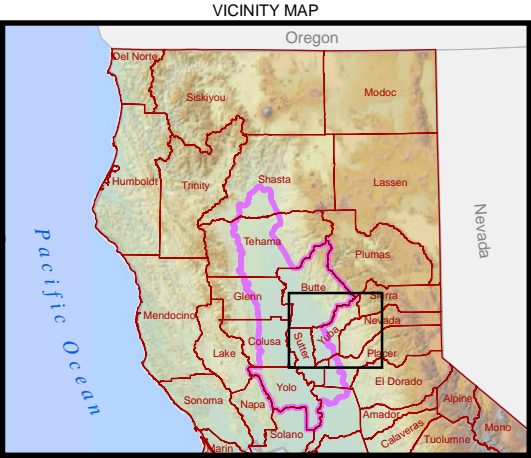 VICINITY MAP
Oregon
Del Norte
Siskiyou
Modoc
Humboldt
Trinity
Shasta
Lassen
Nevada
Tehama
Plumas
Pacific Ocean
Glenn
Butte
Sierra
Mendocino
Nevada
Colusa
Sutter
Yuba
Lake
Placer
Yolo
El Dorado
Sonoma
Napa
Alpine
Amador
Solano
Calaveras
Mono
Tuolumne
Marin